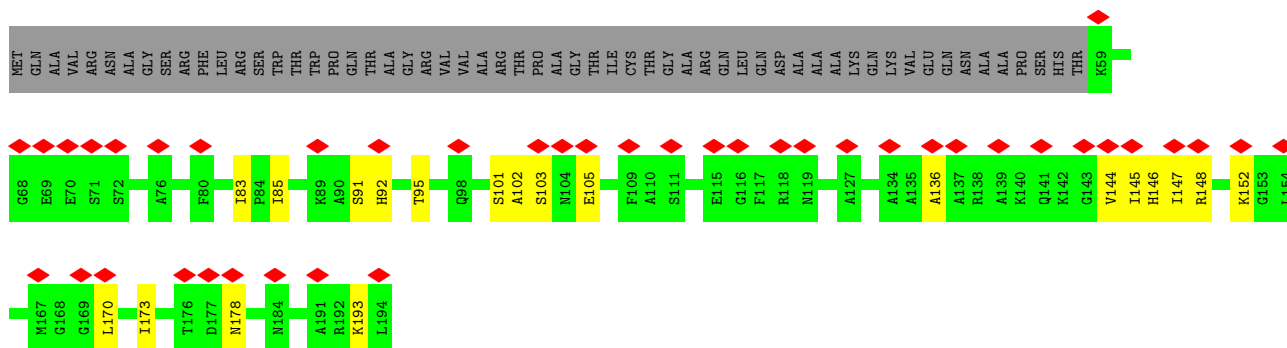 MET GLN ALA VAL ARG ASN ALA GLY SER ARG PHE LEU ARG SER TRP THR TRP PRO GLN THR ALA GLY ARG VAL VAL ALA ARG THR PRO ALA GLY THR ILE CYS THR GLY ALA ARG GLN LEU GLN ASP ALA ALA ALA LYS GLN LYS VAL GLU GLN ASN ALA ALA PRO SER HIS THR K59
G68 E69 E70 S71 S72 A76 F80 I83 P84 I85 K89 A90 S91 H92 T95 Q98 S101 A102 S103 N104 E105 F109 A110 S111 E115 G116 F117 R118 N119 A127 A134 A135 A136 A137 R138 A139 K140 Q141 K142 G143 V144 I145 H146 I147 R148 K152 G153 L154
M167 G168 G169 L170 I173 T176 D177 N178 N184 A191 R192 K193 L194